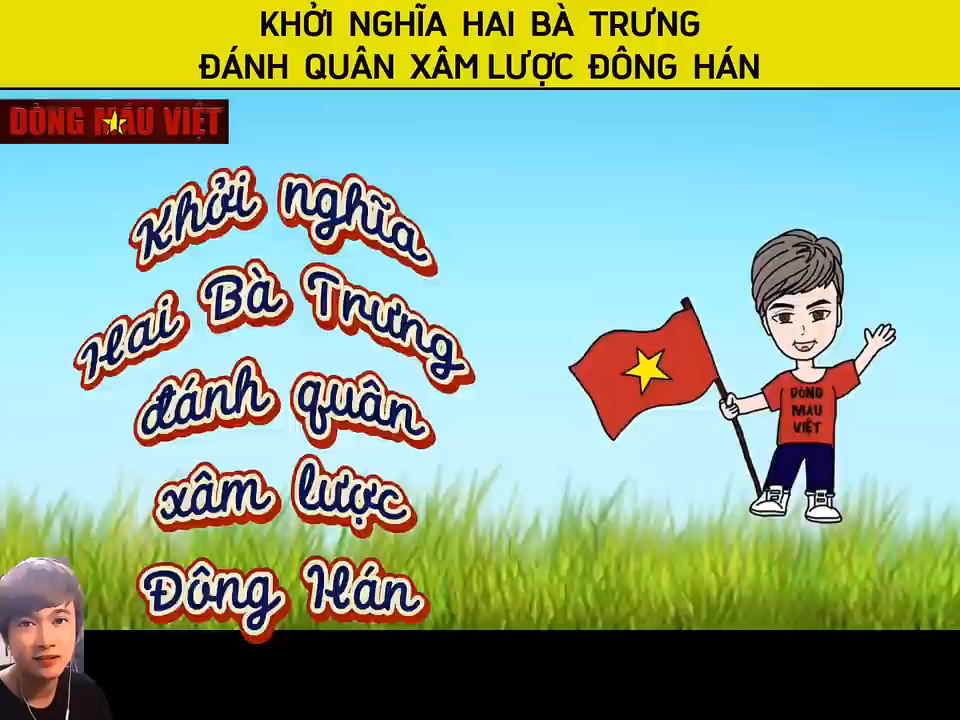 KHỞI NGHĨA HAI BÀ TRƯNG
ĐÁNH QUÂN XÂM LƯỢC ĐÔNG HÁN
DÒNG MÁU VIỆT
Khởi nghĩa
Hai Bà Trưng
đánh quân
xâm lược
Đông Hán
DÒNG
MÁU
VIỆT